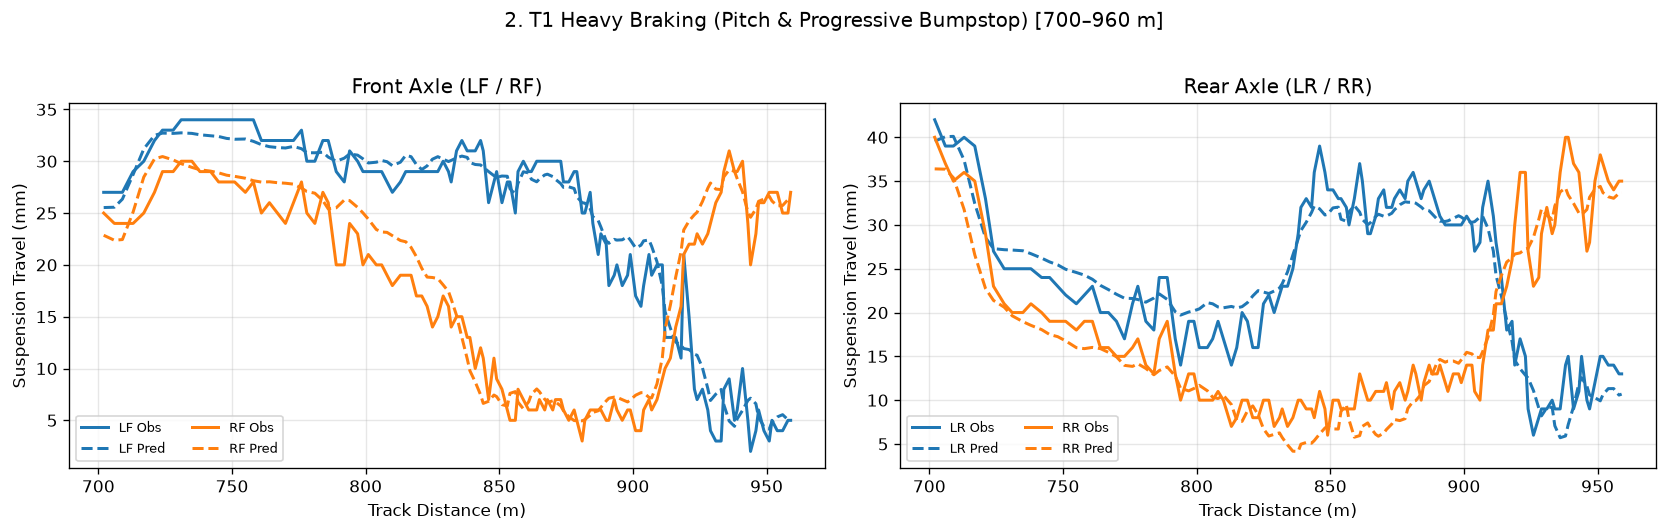 2. T1 Heavy Braking (Pitch & Progressive Bumpstop) [700–960 m]
Front Axle (LF / RF)
Suspension Travel (mm)
35
30
25
20
15
10
5
LF Obs
LF Pred
RF Obs
RF Pred
700
750
800
850
900
950
Track Distance (m)
Rear Axle (LR / RR)
Suspension Travel (mm)
40
35
30
25
20
15
10
5
LR Obs
LR Pred
RR Obs
RR Pred
700
750
800
850
900
950
Track Distance (m)